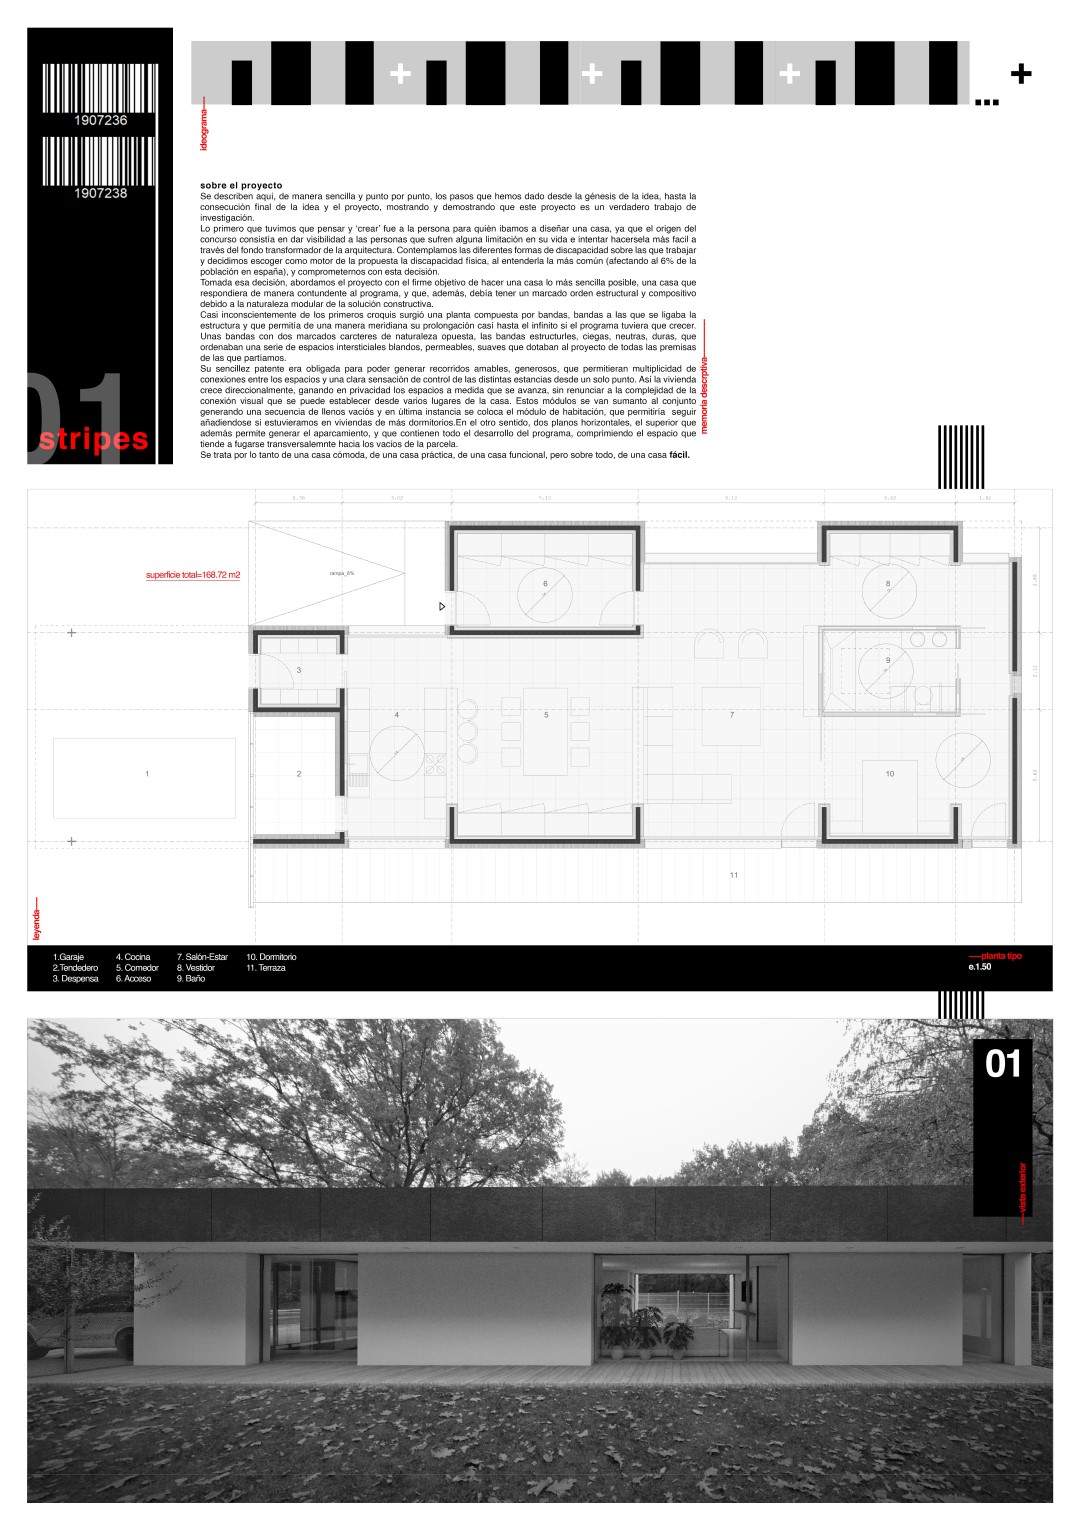 1907236
1907238
01
stripes
ideograma
sobre el proyecto
Se describen aquí, de manera sencilla y punto por punto, los pasos que hemos dado desde la génesis de la idea, hasta la
consecución final de la idea y el proyecto, mostrando y demostrando que este proyecto es un verdadero trabajo de
investigación.
Lo primero que tuvimos que pensar y ‘crear’ fue a la persona para quién ibamos a diseñar una casa, ya que el origen del
concurso consistía en dar visibilidad a las personas que sufren alguna limitación en su vida e intentar hacersela más facil a
través del fondo transformador de la arquitectura. Contemplamos las diferentes formas de discapacidad sobre las que trabajar
y decidimos escoger como motor de la propuesta la discapacidad física, al entenderla la más común (afectando al 6% de la
población en españa), y comprometernos con esta decisión.
Tomada esa decisión, abordamos el proyecto con el firme objetivo de hacer una casa lo más sencilla posible, una casa que
respondiera de manera contundente al programa, y que, además, debía tener un marcado orden estructural y compositivo
debido a la naturaleza modular de la solución constructiva.
Casi inconscientemente de los primeros croquis surgió una planta compuesta por bandas, bandas a las que se ligaba la
estructura y que permitía de una manera meridiana su prolongación casi hasta el infinito si el programa tuviera que crecer.
Unas bandas con dos marcados carcteres de naturaleza opuesta, las bandas estructurles, ciegas, neutras, duras, que
ordenaban una serie de espacios intersticiales blandos, permeables, suaves que dotaban al proyecto de todas las premisas
de las que partíamos.
Su sencillez patente era obligada para poder generar recorridos amables, generosos, que permitieran multiplicidad de
conexiones entre los espacios y una clara sensación de control de las distintas estancias desde un solo punto. Así la vivienda
crece direccionalmente, ganando en privacidad los espacios a medida que se avanza, sin renunciar a la complejidad de la
conexión visual que se puede establecer desde varios lugares de la casa. Estos módulos se van sumanto al conjunto
generando una secuencia de llenos vaciós y en última instancia se coloca el módulo de habitación, que permitiria seguir
añadiendose si estuvieramos en viviendas de más dormitorios.En el otro sentido, dos planos horizontales, el superior que
además permite generar el aparcamiento, y que contienen todo el desarrollo del programa, comprimiendo el espacio que
tiende a fugarse transversalemnte hacia los vacios de la parcela.
Se trata por lo tanto de una casa cómoda, de una casa práctica, de una casa funcional, pero sobre todo, de una casa fácil.
memoria descrptiva
superficie total=168.72 m2
rampa_6%
6
8
3
9
4
5
7
1
2
10
11
leyenda
1.Garaje
2.Tendedero
3. Despensa
4. Cocina
5. Comedor
6. Acceso
7. Salón-Estar
8. Vestidor
9. Baño
10. Dormitorio
11. Terraza
planta tipo
e.1.50
01
vista exterior